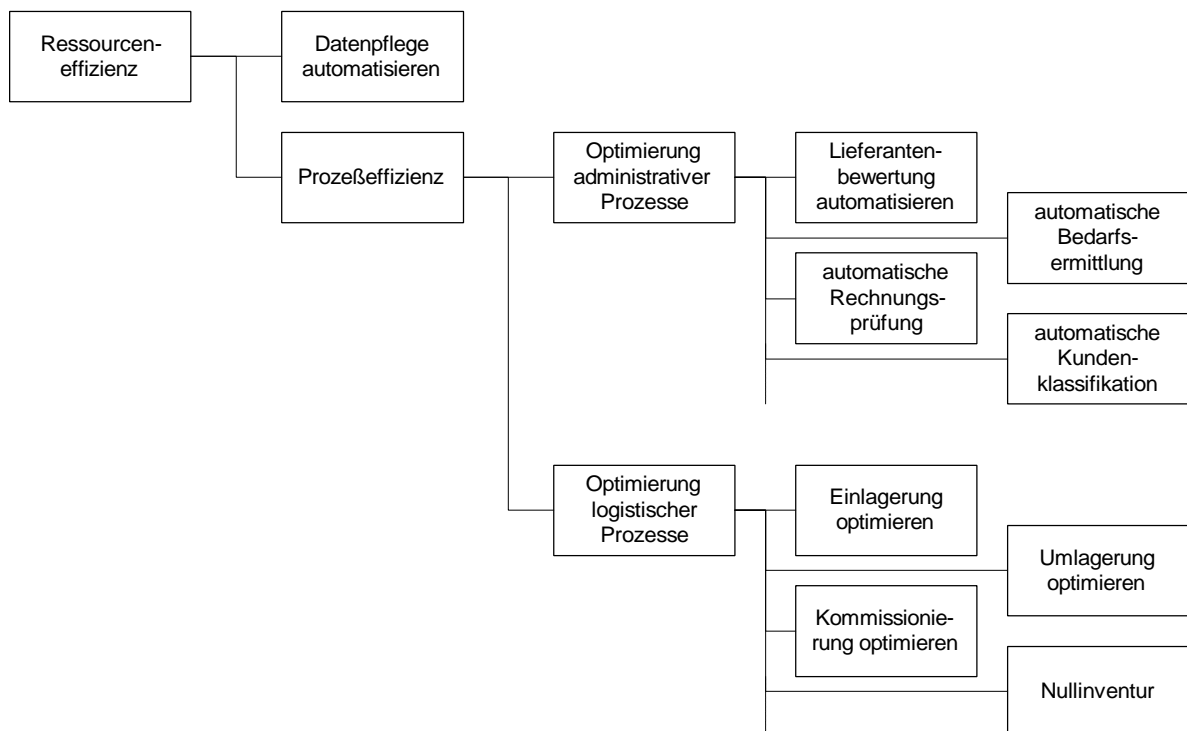 Ressourcen-
effizienz
Datenpflege
automatisieren
Prozeßeffizienz
Optimierung
administrativer
Prozesse
Lieferanten-
bewertung
automatisieren
automatische
Bedarfs-
ermittlung
automatische
Rechnungs-
prüfung
automatische
Kunden-
klassifikation
Optimierung
logistischer
Prozesse
Einlagerung
optimieren
Umlagerung
optimieren
Kommissionie-
rung optimieren
Nullinventur